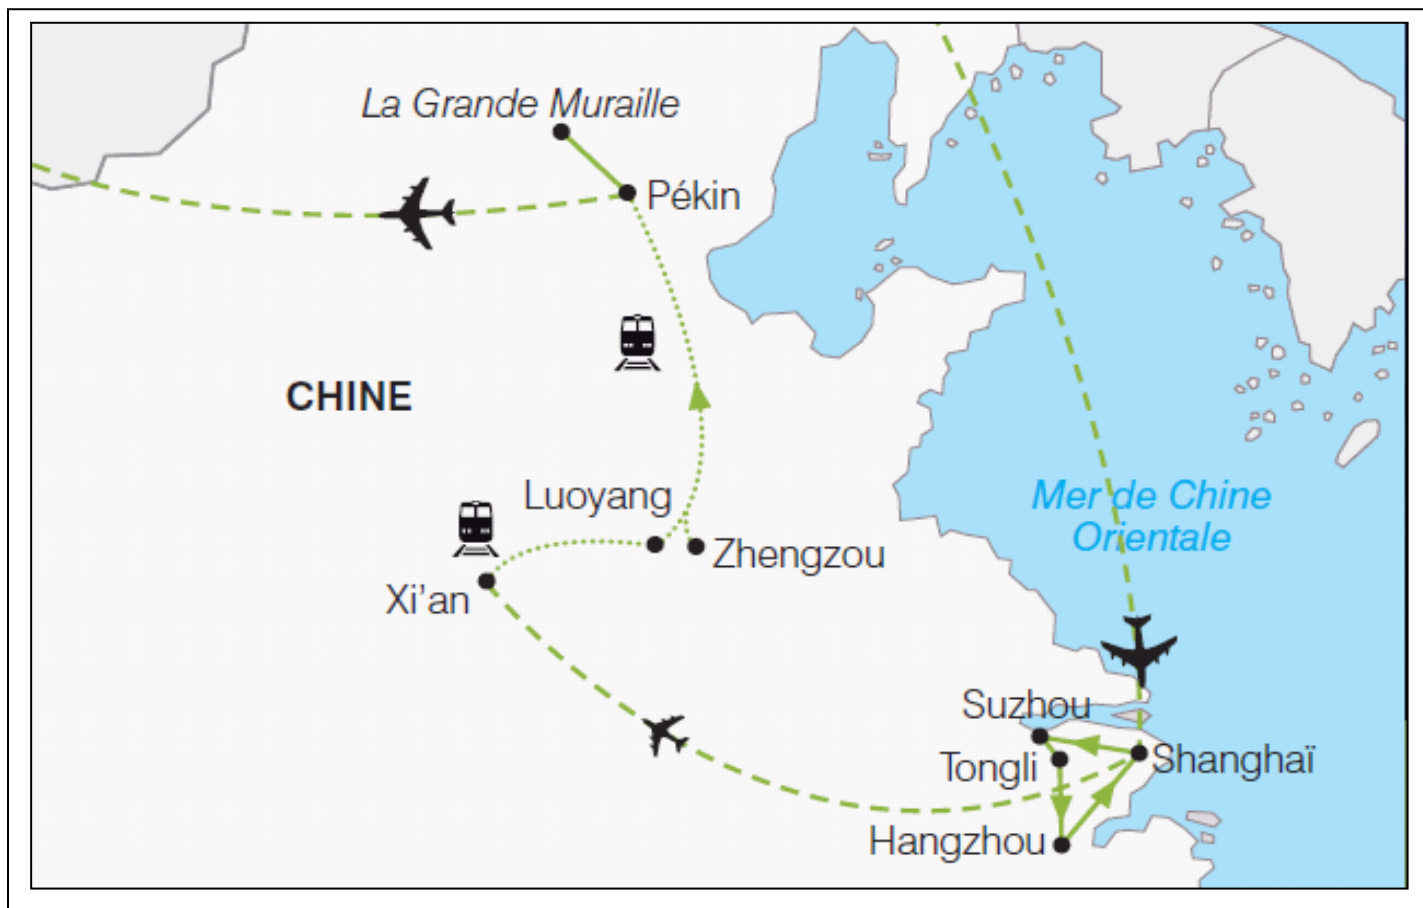 La Grande Muraille
Pékin
CHINE
Luoyang
Mer de Chine
Orientale
Zhengzou
Xi'an
Suzhou
Tongli
Shanghaï
Hangzhou